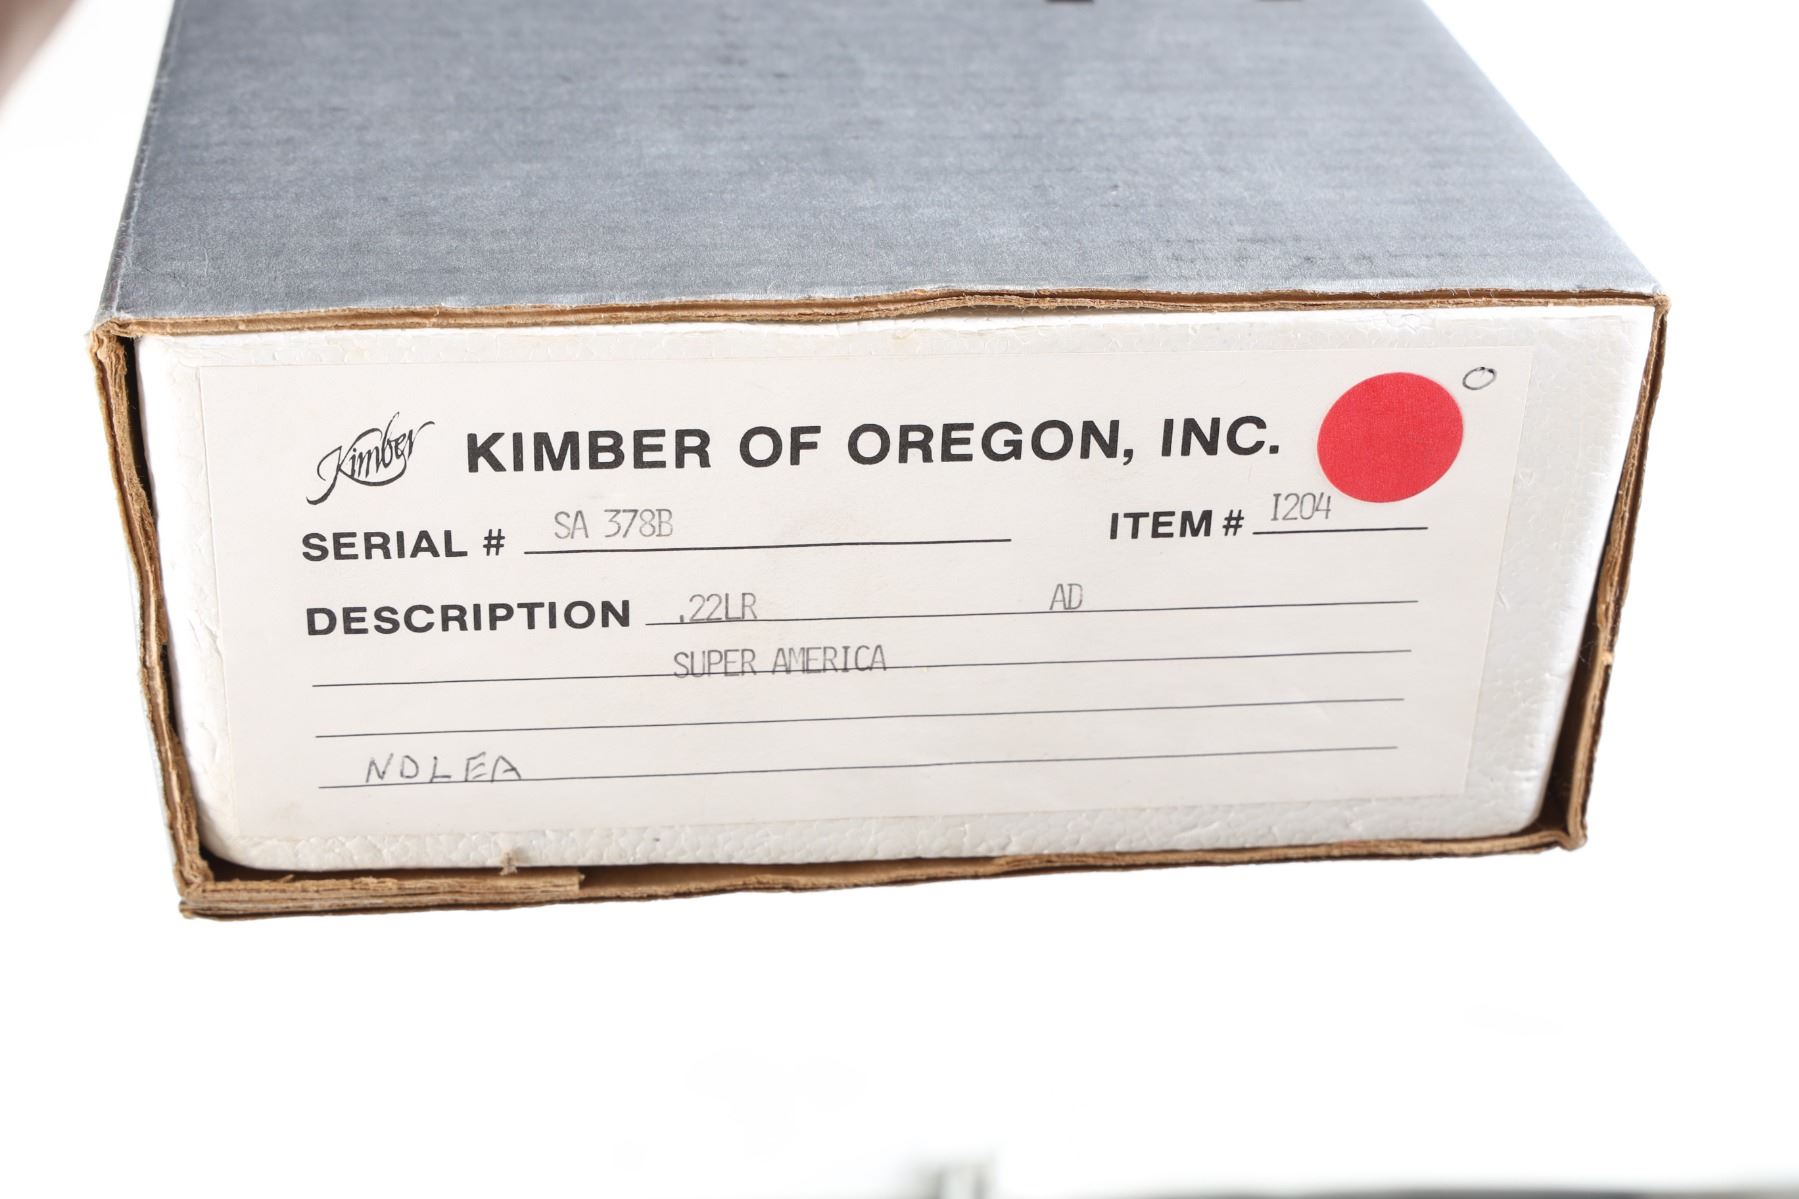 Kimber KIMBER OF OREGON, INC.
SERIAL # SA 378B ITEM # I204
DESCRIPTION .22LR AD
SUPER AMERICA
NDLEA